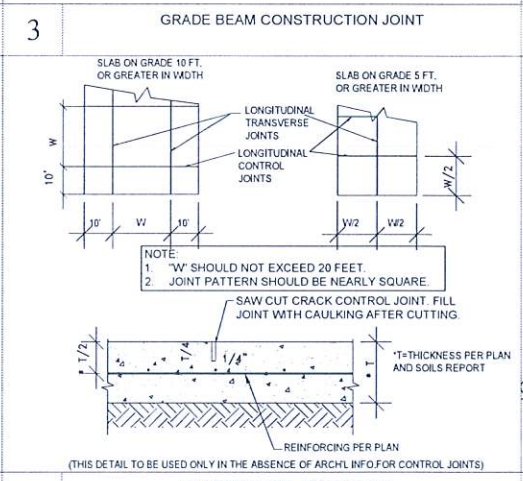 3
GRADE BEAM CONSTRUCTION JOINT
SLAB ON GRADE 10 FT.
OR GREATER IN WIDTH
SLAB ON GRADE 5 FT.
OR GREATER IN WIDTH
LONGITUDINAL
TRANSVERSE
JOINTS
LONGITUDINAL
CONTROL
JOINTS
W
10'
W/2
10'
W
10'
W/2
W/2
NOTE:
1. "W" SHOULD NOT EXCEED 20 FEET.
2. JOINT PATTERN SHOULD BE NEARLY SQUARE.
SAW CUT CRACK CONTROL JOINT. FILL
JOINT WITH CAULKING AFTER CUTTING.
* T/2
T/4
1/4"
* T
*T=THICKNESS PER PLAN
AND SOILS REPORT
REINFORCING PER PLAN
(THIS DETAIL TO BE USED ONLY IN THE ABSENCE OF ARCH'L INFO.FOR CONTROL JOINTS)